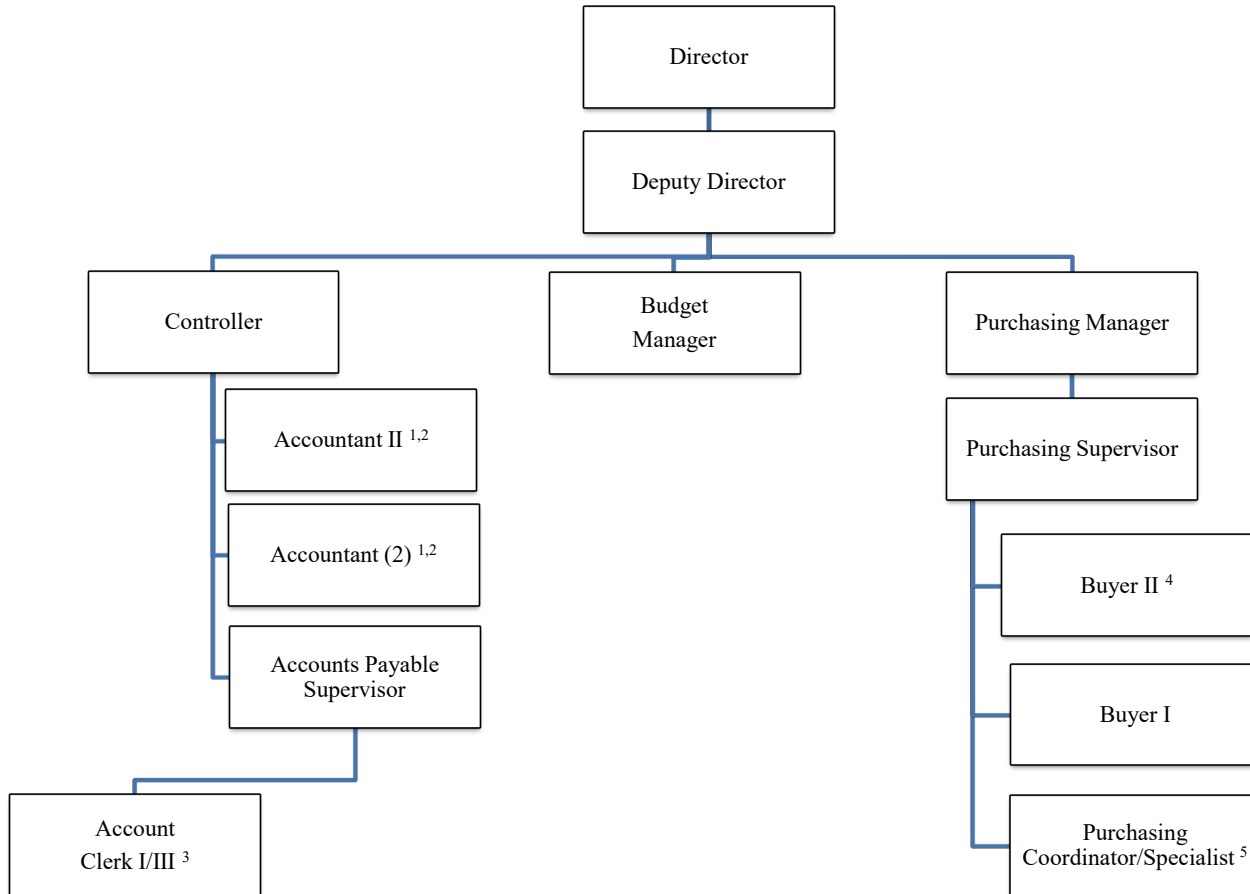 Director
Deputy Director
Controller
Budget
Manager
Purchasing Manager
Accountant II 1,2
Accountant (2) 1,2
Accounts Payable
Supervisor
Account
Clerk I/III 3
Purchasing Supervisor
Buyer II 4
Buyer I
Purchasing
Coordinator/Specialist 5